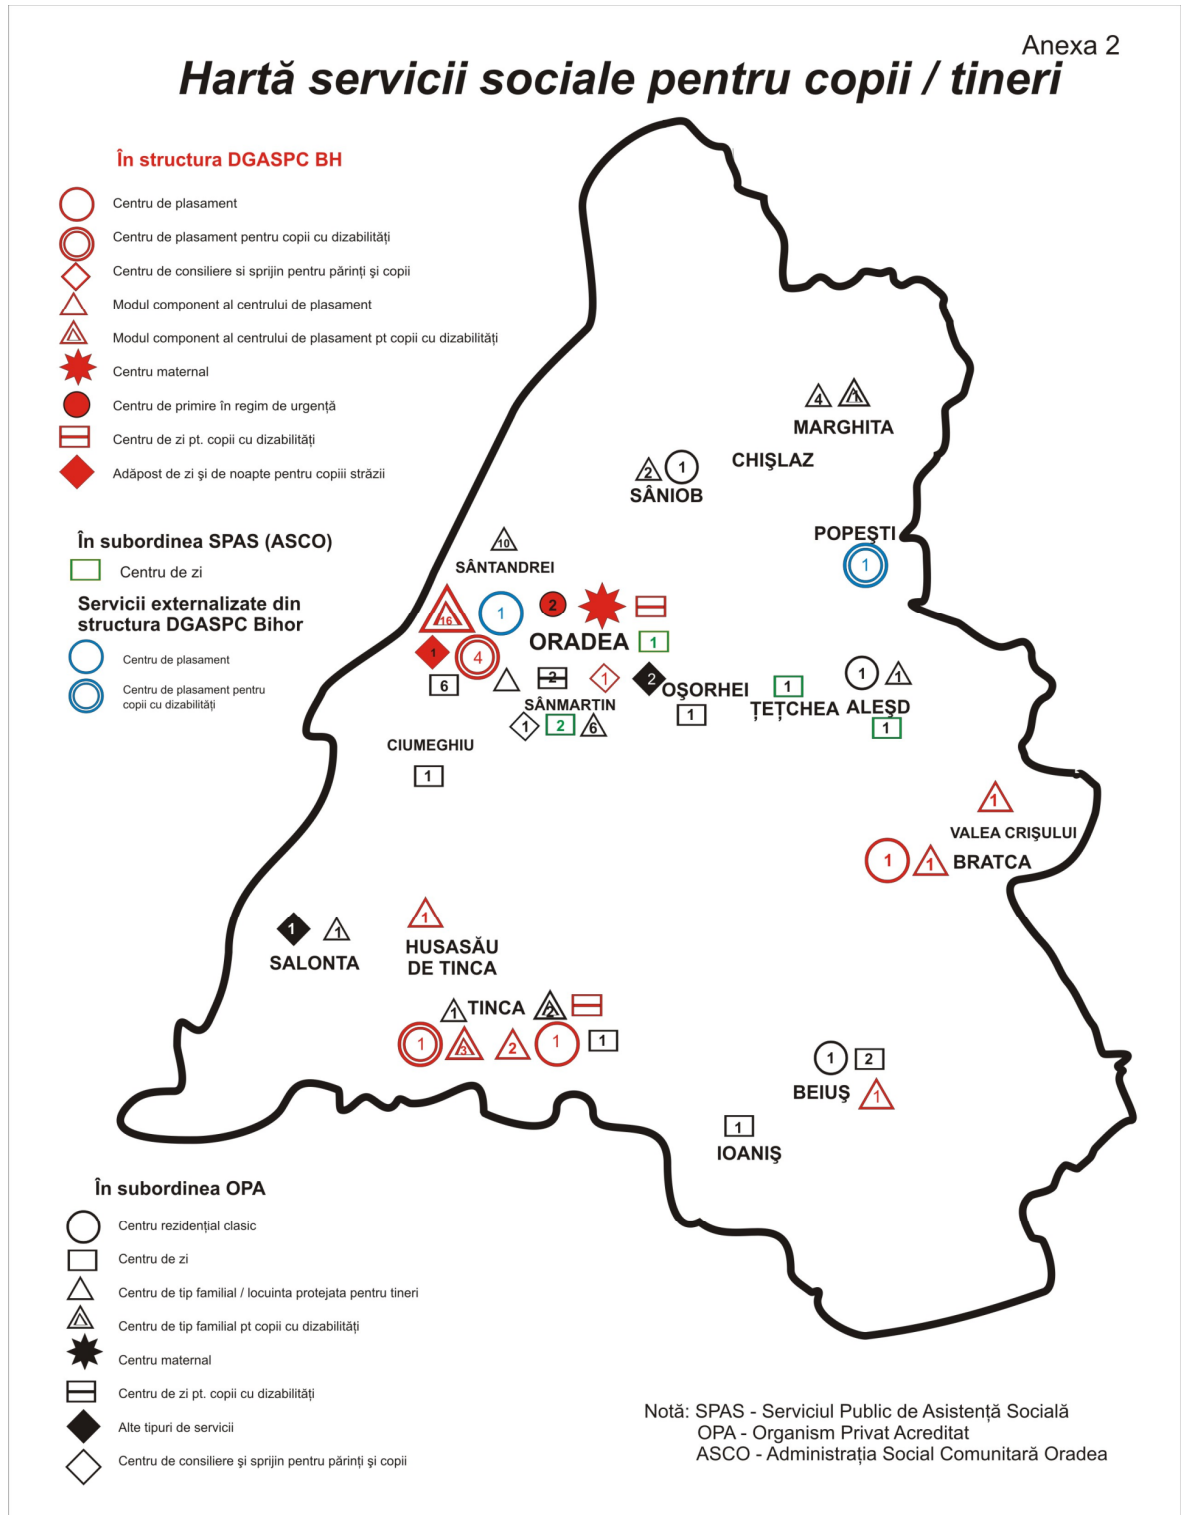 Anexa 2
Hartă servicii sociale pentru copii / tineri
În structura DGASPC BH
Centru de plasament
Centru de plasament pentru copii cu dizabilități
Centru de consiliere si sprijin pentru părinți şi copii
Modul component al centrului de plasament
Modul component al centrului de plasament pt copii cu dizabilități
Centru maternal
Centru de primire în regim de urgență
Centru de zi pt. copii cu dizabilități
Adăpost de zi şi de noapte pentru copiii străzii
În subordinea SPAS (ASCO)
Centru de zi
Servicii externalizate din
structura DGASPC Bihor
Centru de plasament
Centru de plasament pentru
copii cu dizabilități
4 1
MARGHITA
CHIŞLAZ
2 1
SÂNIOB
POPEŞTI
1
10
SÂNTANDREI
16 1 2
ORADEA 1
1 4
6 2 1 2
OŞORHEI
1
SÂNMARTIN
1 2 6
1
ŢEŢCHEA
1 1
ALEŞD
1
CIUMEGHIU
1
1
VALEA CRIŞULUI
1 1 BRATCA
1 1
SALONTA
1
HUSASĂU
DE TINCA
1 TINCA 2
1 3 2 1 1
1 2
BEIUŞ 1
1
IOANIŞ
În subordinea OPA
Centru rezidențial clasic
Centru de zi
Centru de tip familial / locuinta protejata pentru tineri
Centru de tip familial pt copii cu dizabilități
Centru maternal
Centru de zi pt. copii cu dizabilități
Alte tipuri de servicii
Centru de consiliere şi sprijin pentru părinți şi copii
Notă: SPAS - Serviciul Public de Asistență Socială
OPA - Organism Privat Acreditat
ASCO - Administrația Social Comunitară Oradea